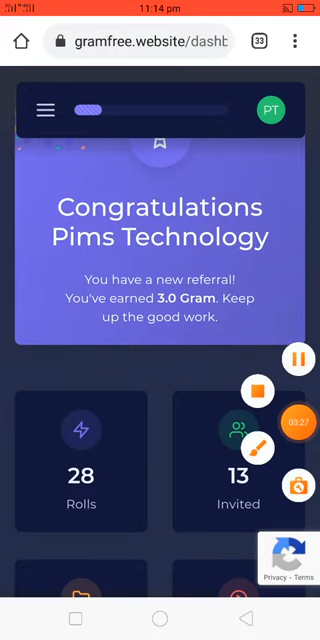 11:14 pm
gramfree.website/dashb
33
PT
Congratulations
Pims Technology
You have a new referral!
You've earned 3.0 Gram. Keep
up the good work.
03:27
28
13
Rolls
Invited
Privacy - Terms